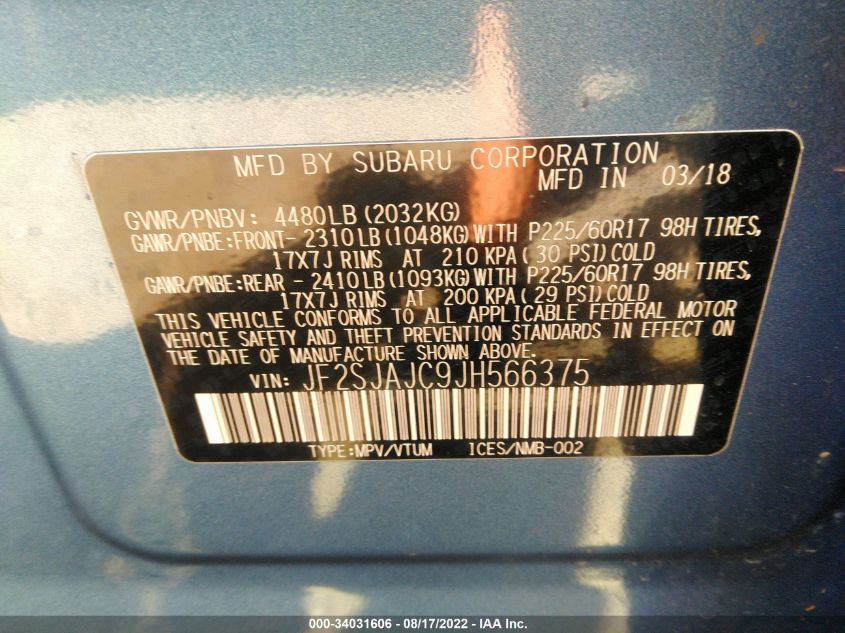 MFD BY SUBARU CORPORATION
MFD IN 03/18
GVWR/PNBV: 4480LB (2032KG)
GAWR/PNBE:FRONT- 2310LB (1048KG) WITH P225/60R17 98H TIRES,
17X7J RIMS AT 210 KPA ( 30 PSI) COLD
GAWR/PNBE:REAR - 2410LB (1093KG) WITH P225/60R17 98H TIRES,
17X7J RIMS AT 200 KPA ( 29 PSI) COLD
THIS VEHICLE CONFORMS TO ALL APPLICABLE FEDERAL MOTOR
VEHICLE SAFETY AND THEFT PREVENTION STANDARDS IN EFFECT ON
THE DATE OF MANUFACTURE SHOWN ABOVE.
VIN: JF2SJAJC9JH566375
TYPE:MPV/VTUM ICES/NMB-002
000-34031606 - 08/17/2022 - IAA Inc.